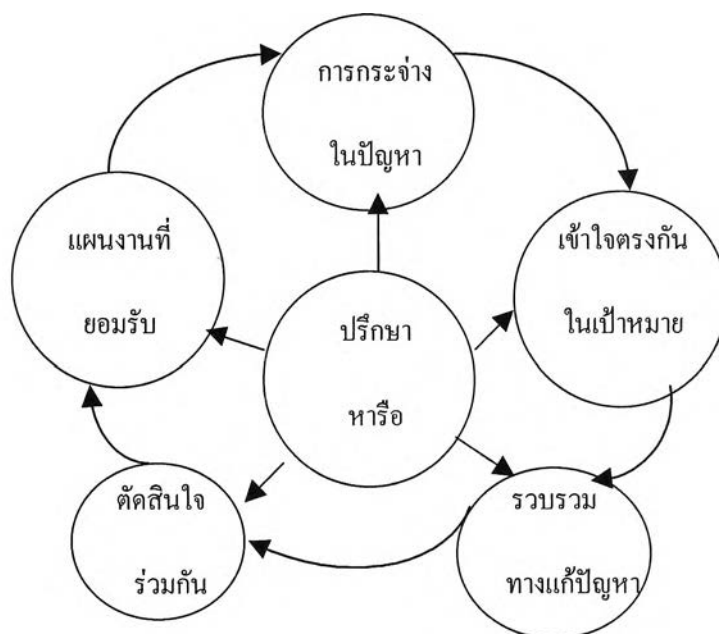 การกระจ่าง
ในปัญหา
เข้าใจตรงกัน
ในเป้าหมาย
แผนงานที่
ยอมรับ
ปรึกษา
หารือ
รวบรวม
ทางแก้ปัญหา
ตัดสินใจ
ร่วมกัน